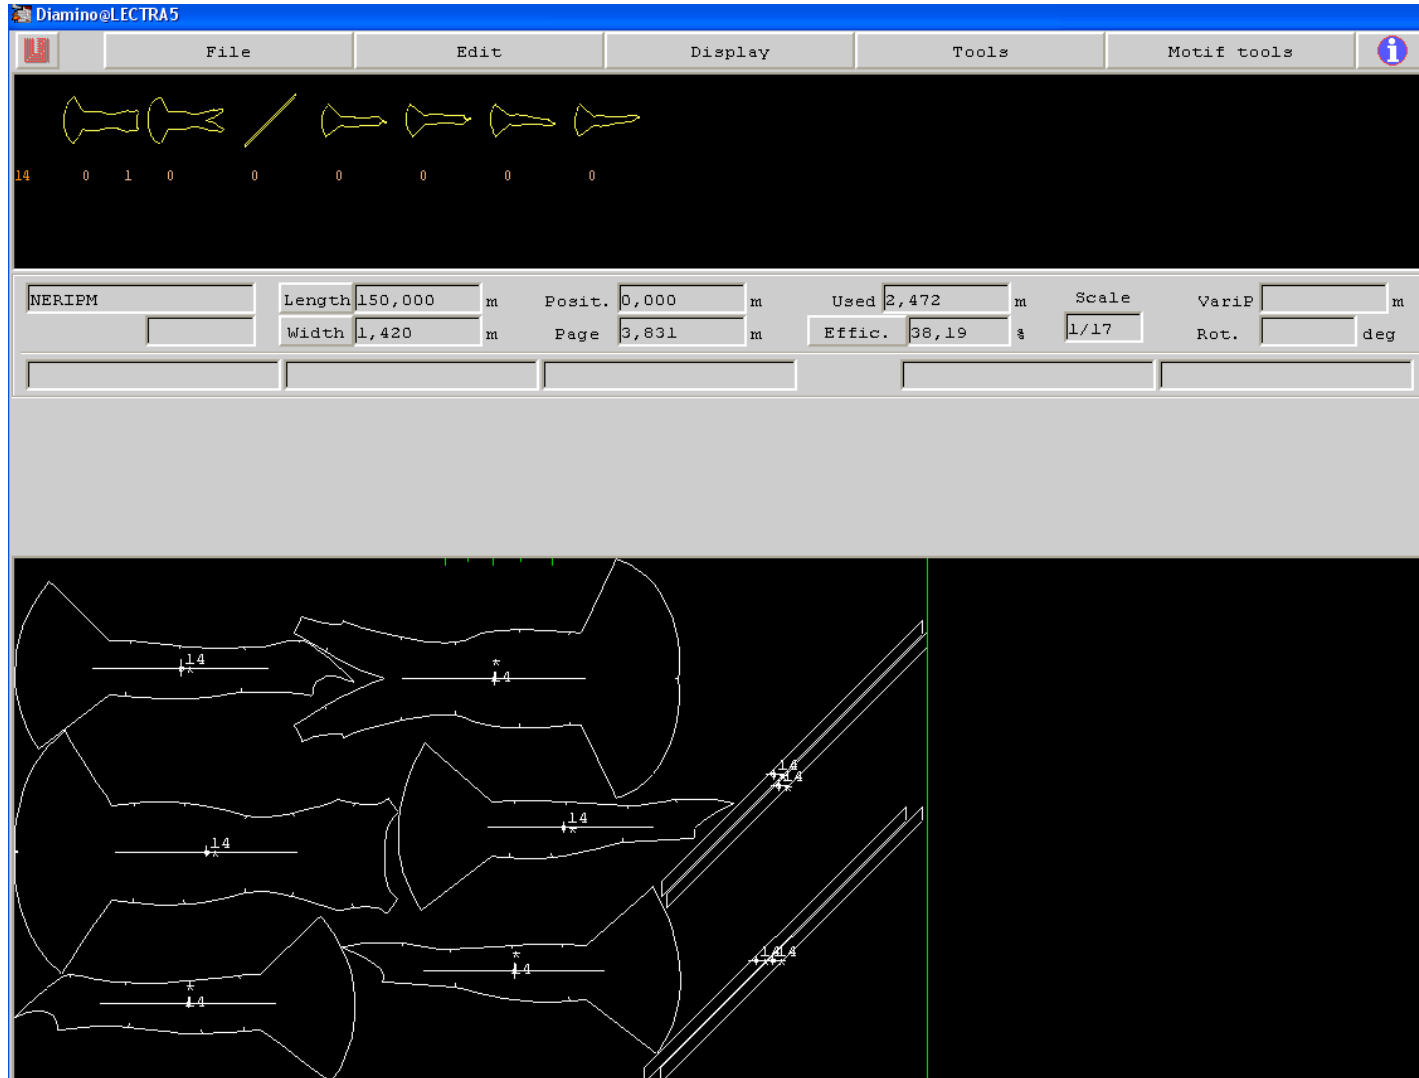 Diamino@LECTRA5
File Edit Display Tools Motif tools i
14 0 1 0 0 0 0 0 0
NERIPM Length 150,000 m Posit. 0,000 m Used 2,472 m Scale VariP m
Width 1,420 m Page 3,831 m Effic. 38,19 % 1/17 Rot. deg
14
14
14
14
14
14
14
14
14
14